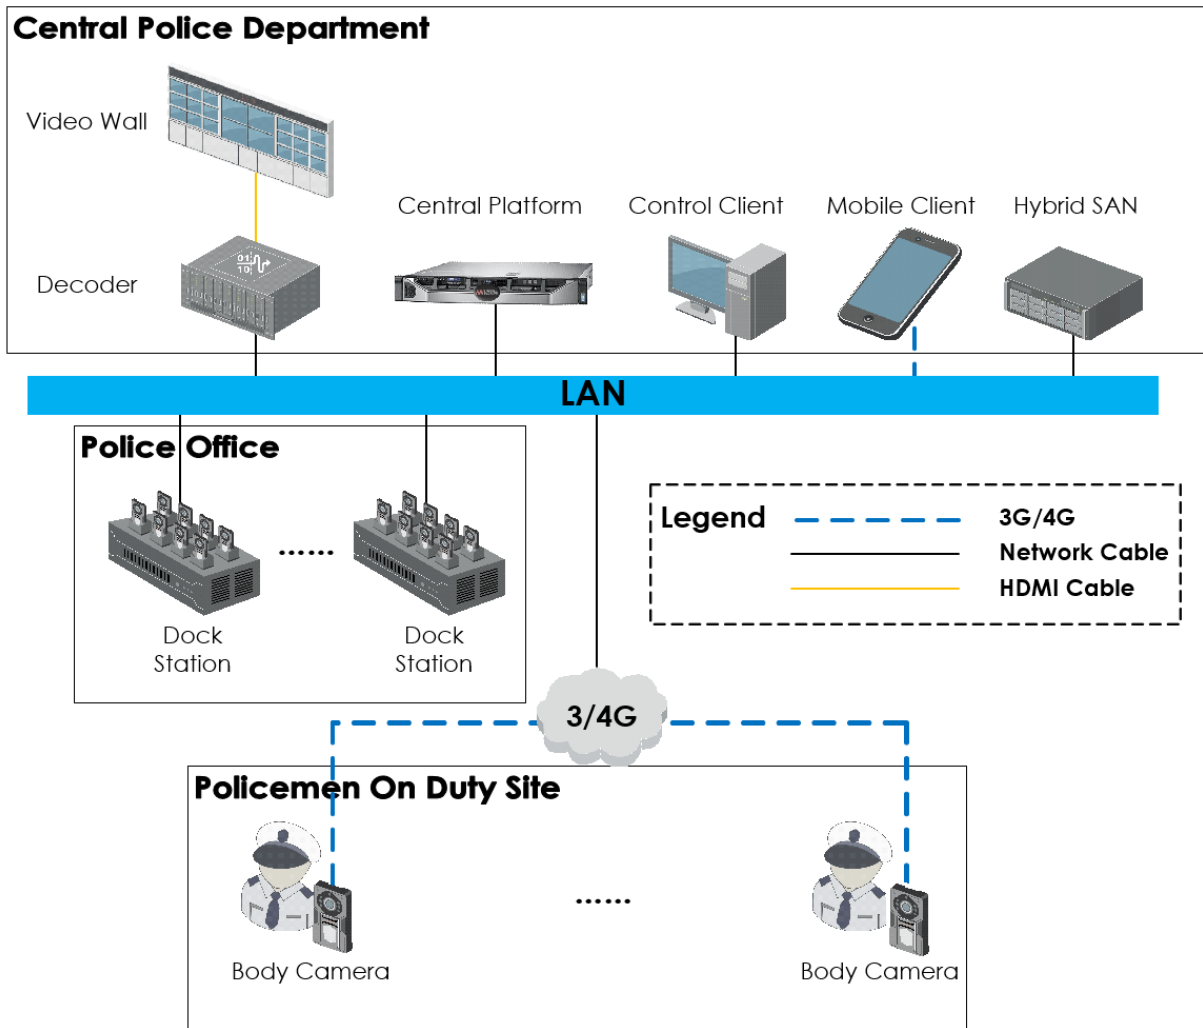 Central Police Department
Video Wall
Central Platform
Control Client
Mobile Client
Hybrid SAN
Decoder
01
10
LAN
Police Office
Legend
3G/4G
Network Cable
HDMI Cable
......
Dock
Station
Dock
Station
3/4G
Policemen On Duty Site
......
Body Camera
Body Camera